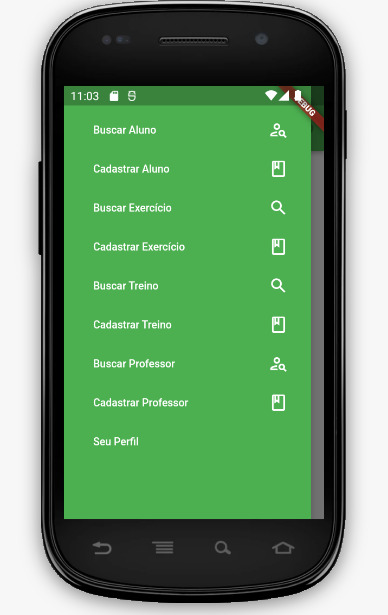 11:03
DEBUG
Buscar Aluno
Cadastrar Aluno
Buscar Exercício
Cadastrar Exercício
Buscar Treino
Cadastrar Treino
Buscar Professor
Cadastrar Professor
Seu Perfil